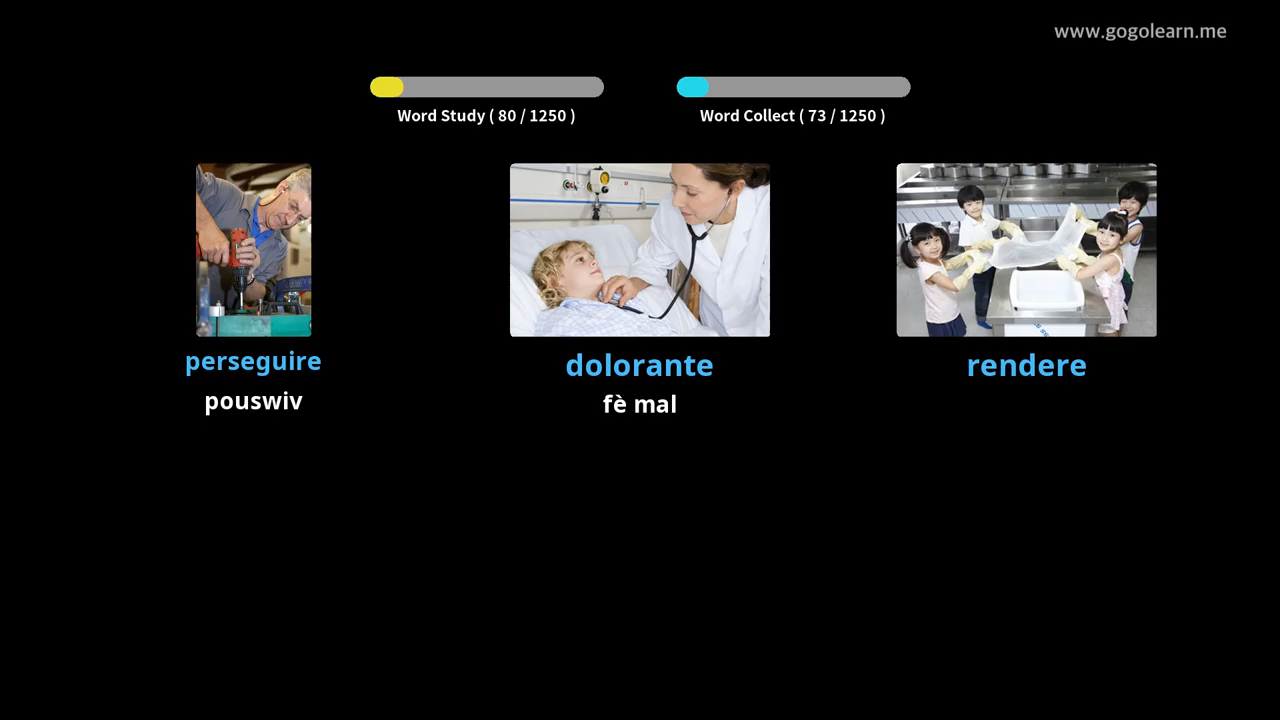 www.gogolearn.me
Word Study ( 80 / 1250 )
Word Collect ( 73 / 1250 )
perseguire
pouswiv
dolorante
fè mal
rendere